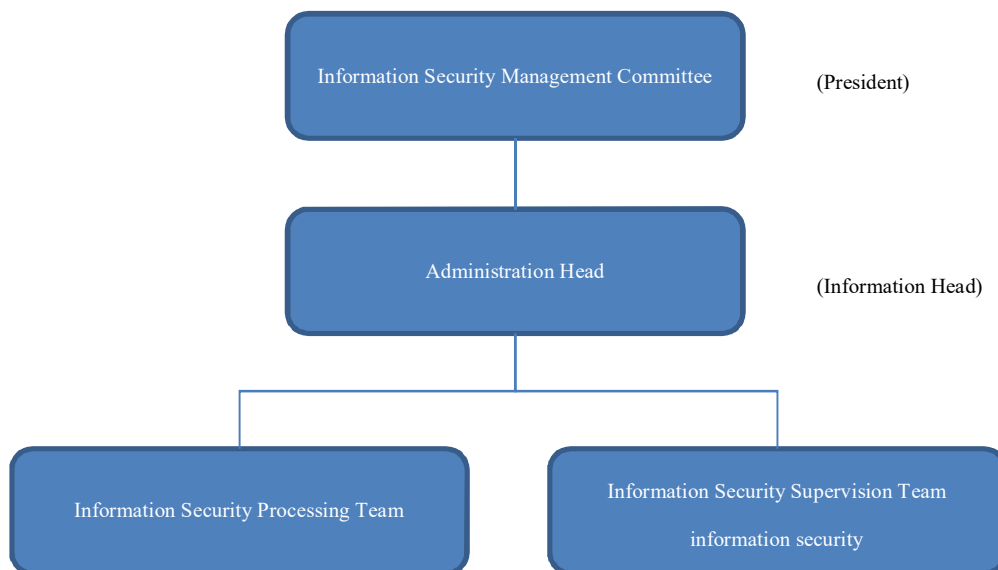 Information Security Management Committee
(President)
Administration Head
(Information Head)
Information Security Processing Team
Information Security Supervision Team
information security